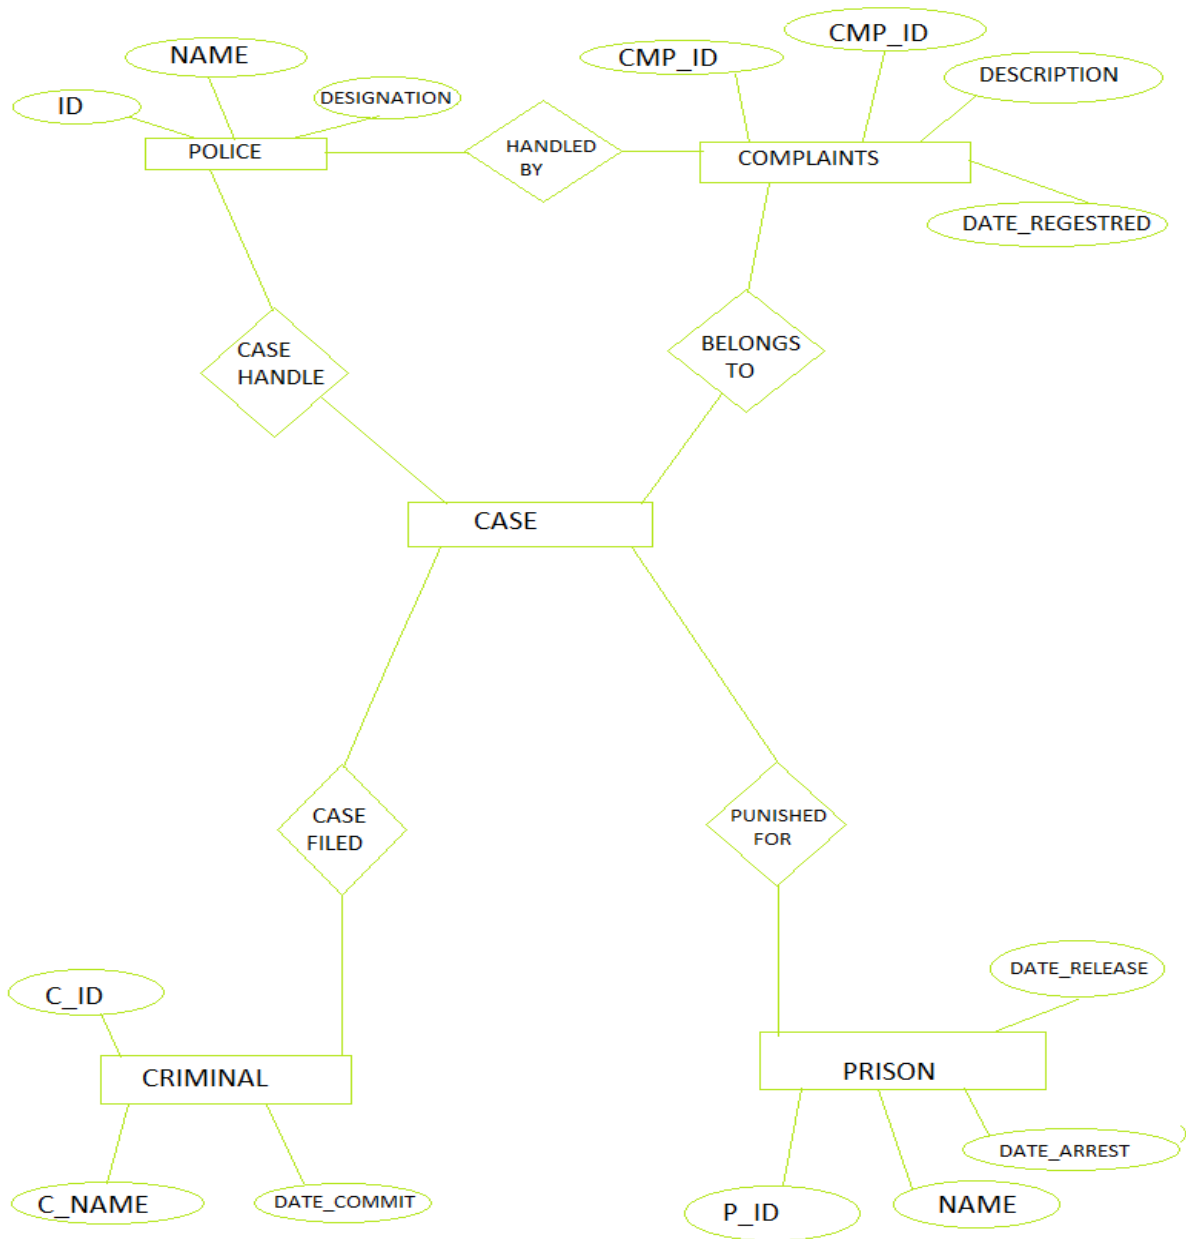 NAME
CMP_ID
CMP_ID
DESCRIPTION
ID
DESIGNATION
POLICE
HANDLED
BY
COMPLAINTS
DATE_REGESTRED
CASE
HANDLE
BELONGS
TO
CASE
CASE
FILED
PUNISHED
FOR
DATE_RELEASE
C_ID
CRIMINAL
PRISON
DATE_ARREST
C_NAME
DATE_COMMIT
P_ID
NAME